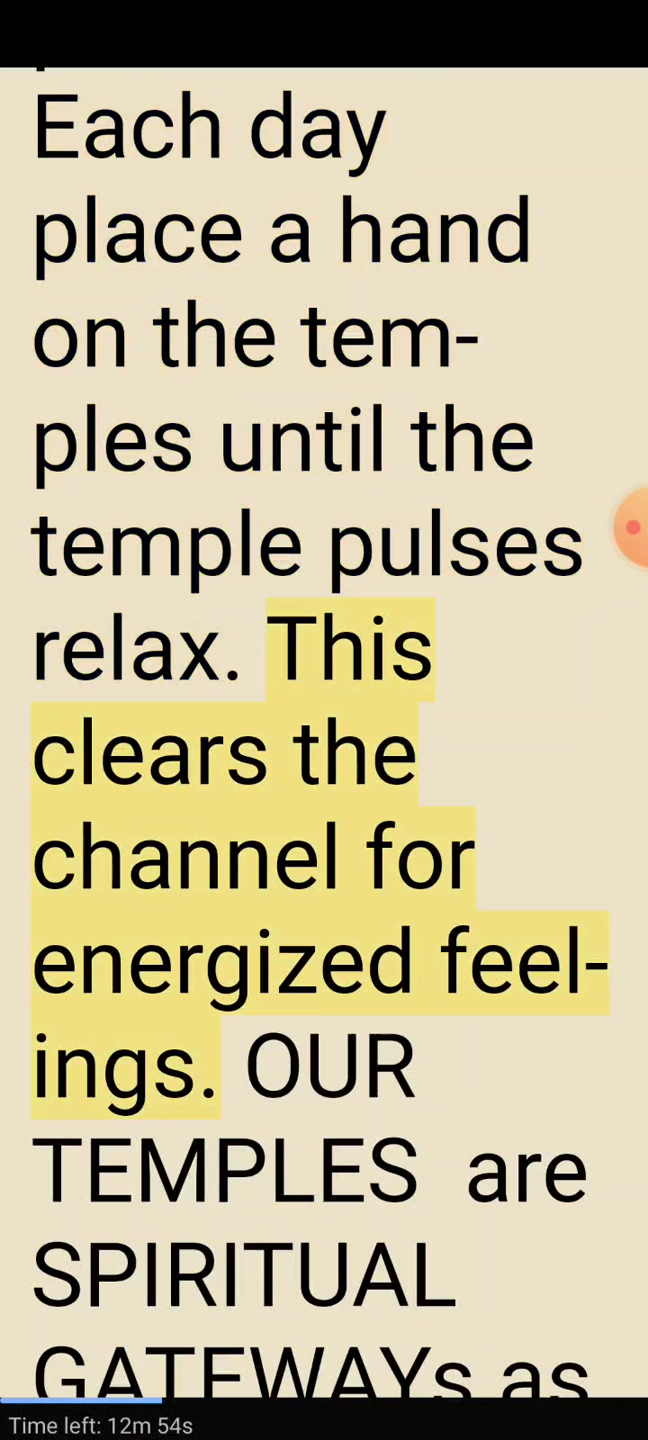 Each day
place a hand
on the tem-
ples until the
temple pulses
relax. This
clears the
channel for
energized feel-
ings. OUR
TEMPLES are
SPIRITUAL
GATEWAYs as
Time left: 12m 54s